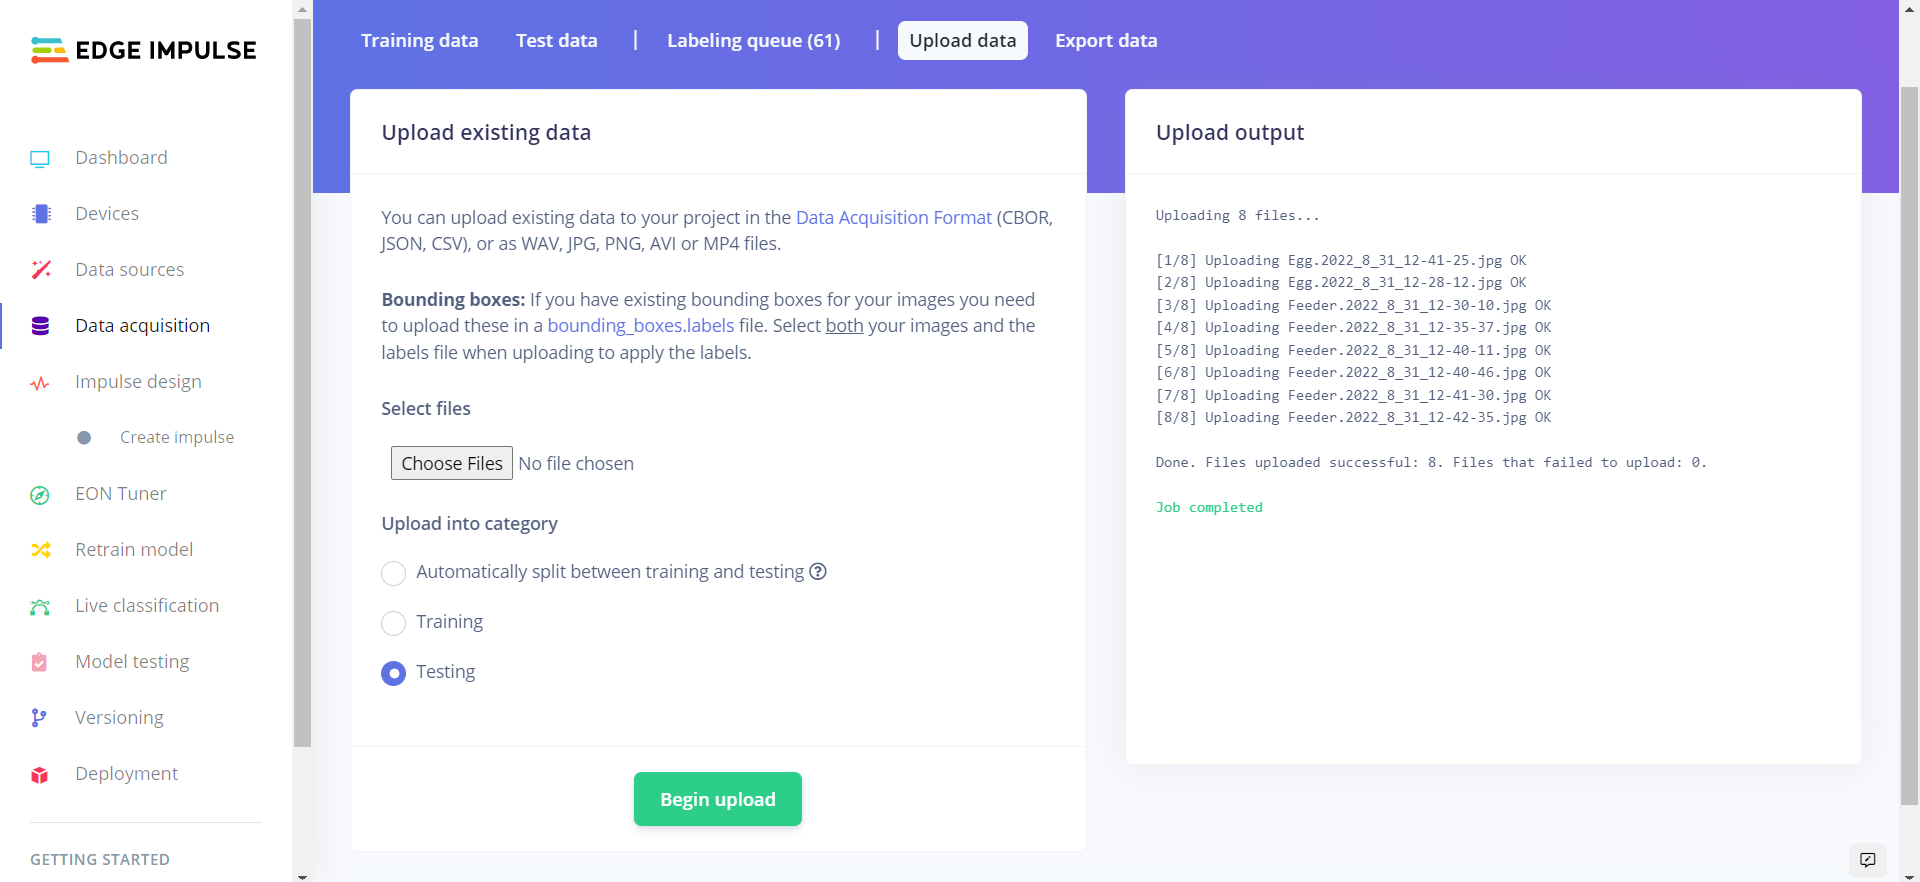 EDGE IMPULSE
Dashboard
Devices
Data sources
Data acquisition
Impulse design
Create impulse
EON Tuner
Retrain model
Live classification
Model testing
Versioning
Deployment
GETTING STARTED
Training data
Test data
|
Labeling queue (61)
|
Upload data
Export data
Upload existing data
You can upload existing data to your project in the Data Acquisition Format (CBOR,
JSON, CSV), or as WAV, JPG, PNG, AVI or MP4 files.
Bounding boxes: If you have existing bounding boxes for your images you need
to upload these in a bounding_boxes.labels file. Select both your images and the
labels file when uploading to apply the labels.
Select files
Choose Files No file chosen
Upload into category
Automatically split between training and testing ?
Training
Testing
Begin upload
Upload output
Uploading 8 files...
[1/8] Uploading Egg.2022_8_31_12-41-25.jpg OK
[2/8] Uploading Egg.2022_8_31_12-28-12.jpg OK
[3/8] Uploading Feeder.2022_8_31_12-30-10.jpg OK
[4/8] Uploading Feeder.2022_8_31_12-35-37.jpg OK
[5/8] Uploading Feeder.2022_8_31_12-40-11.jpg OK
[6/8] Uploading Feeder.2022_8_31_12-40-46.jpg OK
[7/8] Uploading Feeder.2022_8_31_12-41-30.jpg OK
[8/8] Uploading Feeder.2022_8_31_12-42-35.jpg OK
Done. Files uploaded successful: 8. Files that failed to upload: 0.
Job completed